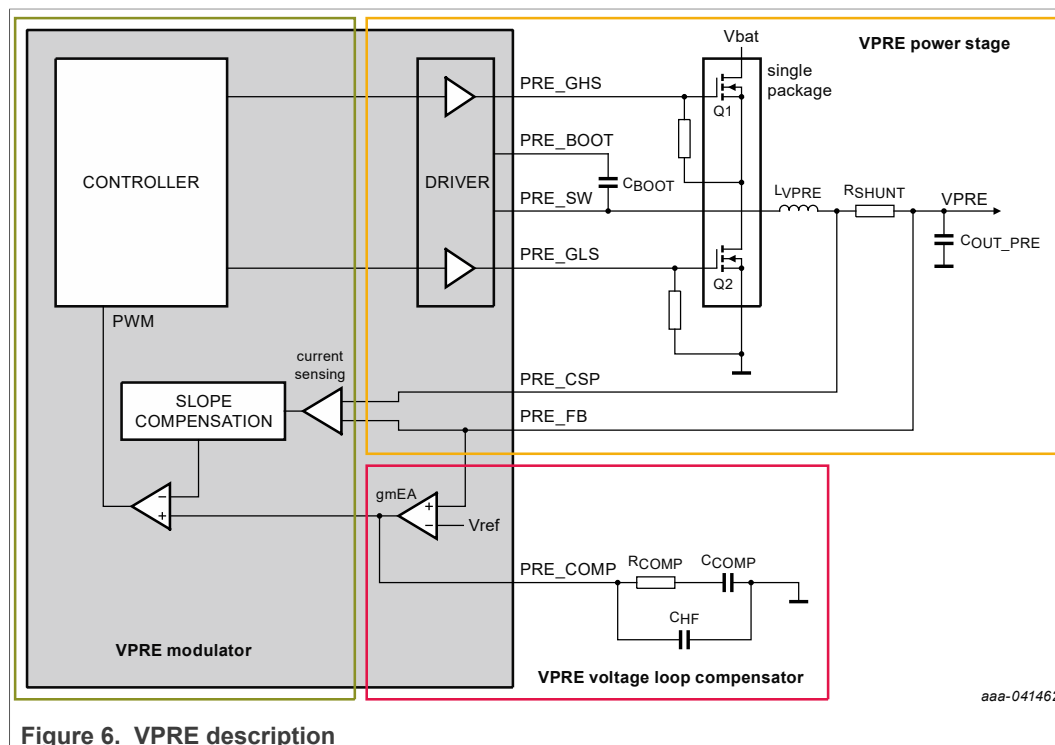 Vbat
VPRE power stage
PRE_GHS
single
package
Q1
PRE_BOOT
CONTROLLER
DRIVER
CBOOT
PRE_SW
LVPRE
RSHUNT
VPRE
COUT_PRE
PRE_GLS
Q2
PWM
current
sensing
PRE_CSP
SLOPE
COMPENSATION
PRE_FB
gmEA
+
−
Vref
−
+
PRE_COMP
RCOMP
CCOMP
CHF
VPRE modulator
VPRE voltage loop compensator
aaa-041462
Figure 6. VPRE description